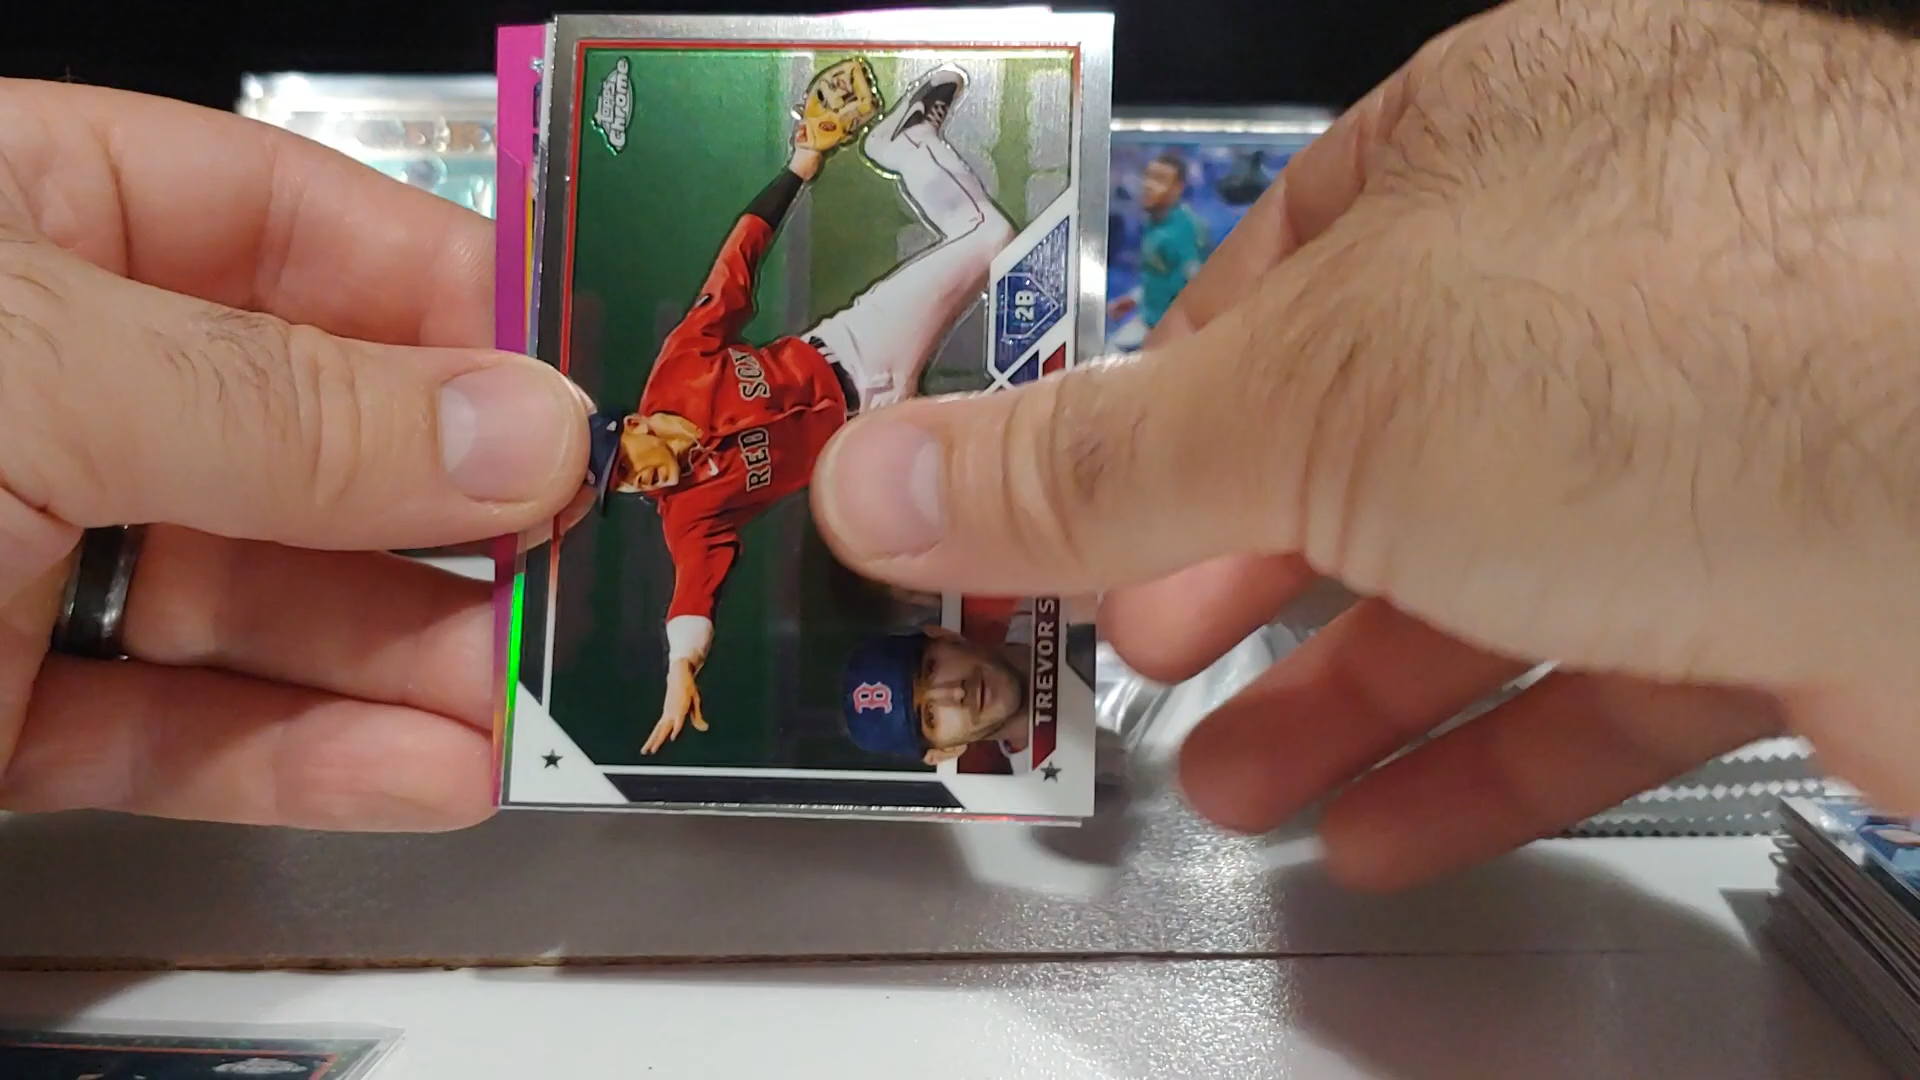 Topps
Chrome
RED SOX
2B
B
TREVOR S